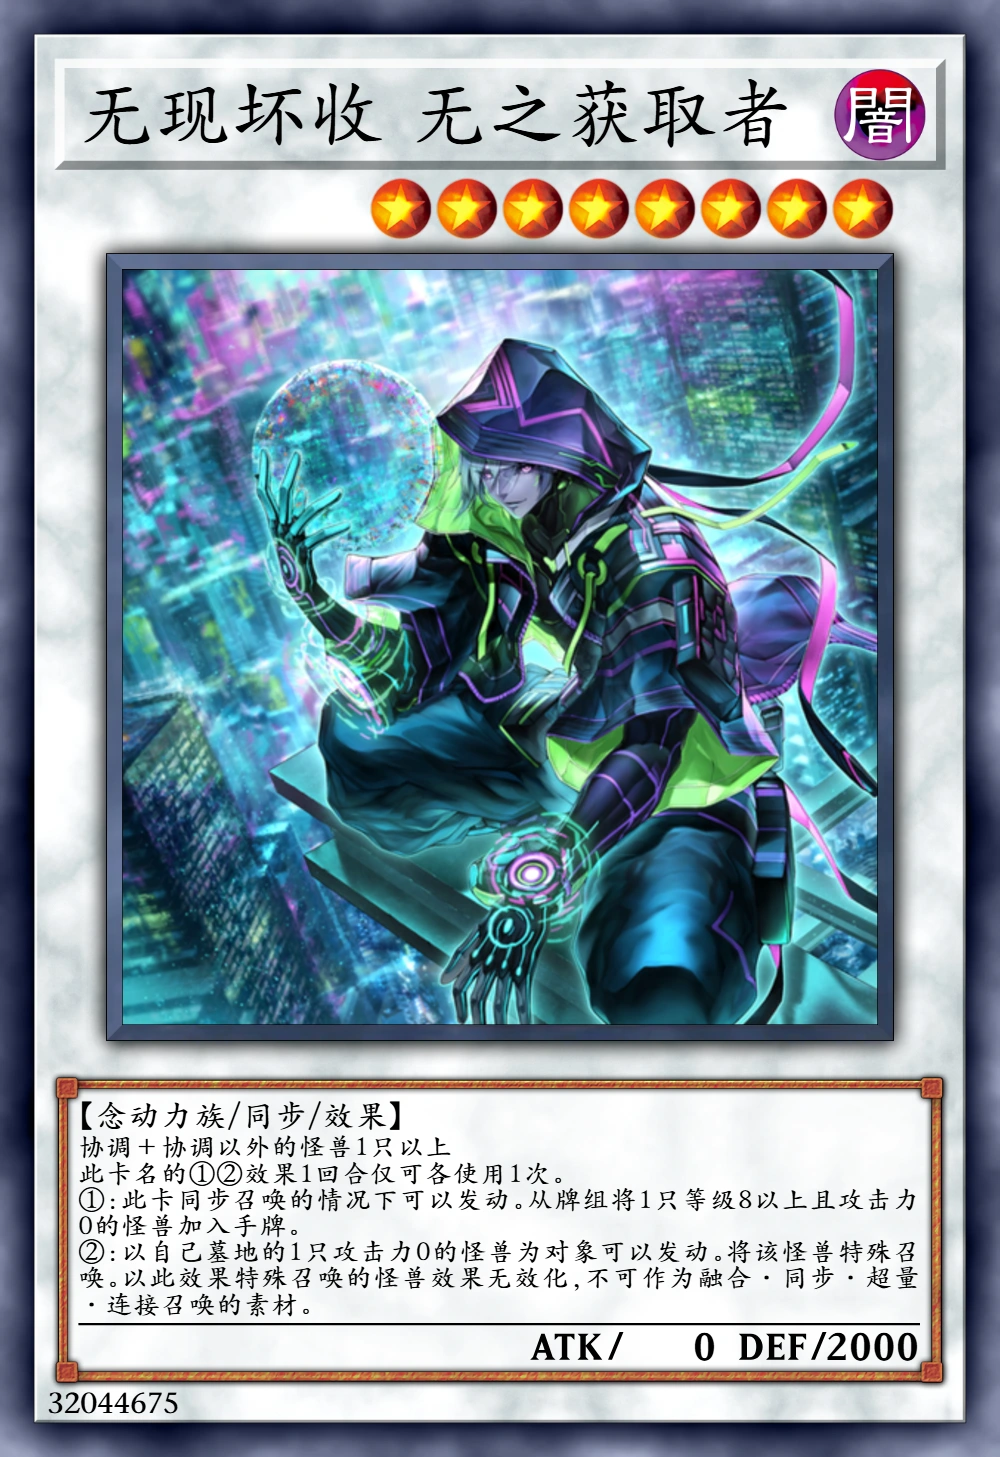 无现坏收 无之获取者
闇
【念动力族/同步/效果】
协调＋协调以外的怪兽1只以上
此卡名的①②效果1回合仅可各使用1次。
①:此卡同步召唤的情况下可以发动。从牌组将1只等级8以上且攻击力
0的怪兽加入手牌。
②:以自己墓地的1只攻击力0的怪兽为对象可以发动。将该怪兽特殊召
唤。以此效果特殊召唤的怪兽效果无效化,不可作为融合·同步·超量
·连接召唤的素材。
ATK/ 0 DEF/2000
32044675